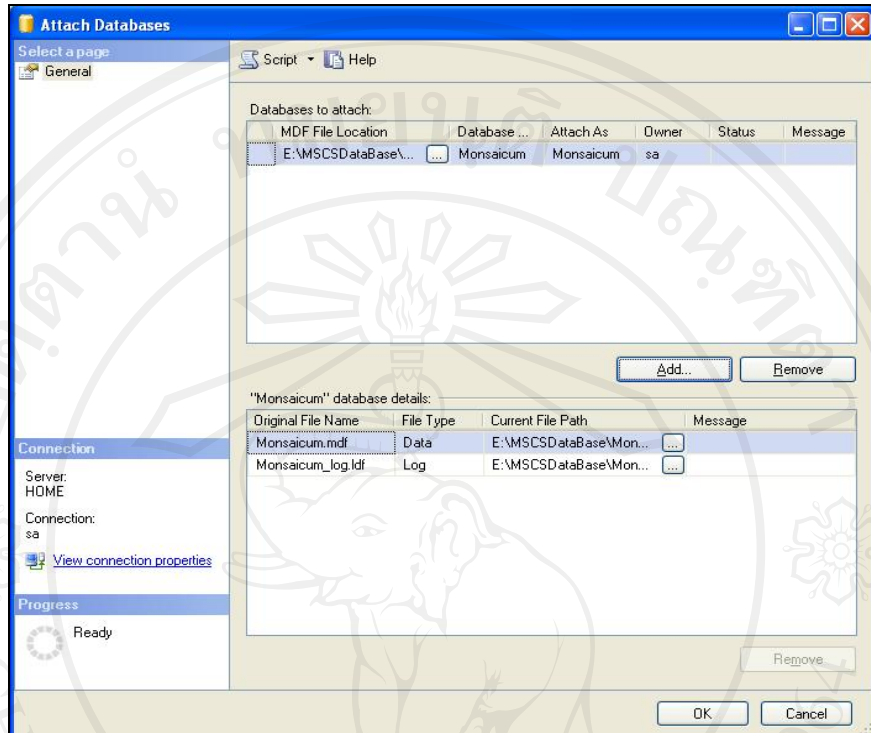 Attach Databases
Select a page
General
Script
Help
Databases to attach:
MDF File Location Database ... Attach As Owner Status Message
E:\MSCSDataBase\... ... Monsaicum Monsaicum sa
Add... Remove
"Monsaicum" database details:
Original File Name File Type Current File Path Message
Monsaicum.mdf Data E:\MSCSDataBase\Mon... ...
Monsaicum_log.ldf Log E:\MSCSDataBase\Mon... ...
Remove
Connection
Server:
HOME
Connection:
sa
View connection properties
Progress
Ready
OK Cancel